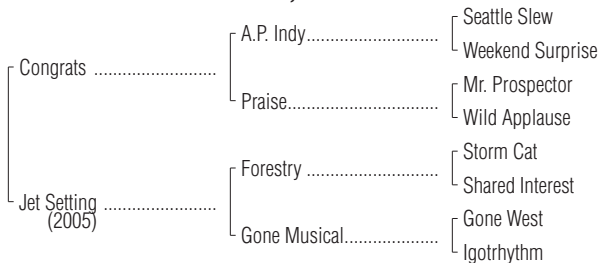 Seattle Slew
A.P. Indy..................................
Weekend Surprise
Congrats ................................
Mr. Prospector
Praise.......................................
Wild Applause
Storm Cat
Forestry ..................................
Shared Interest
Jet Setting .............................
(2005)
Gone West
Gone Musical.........................
Igotrhythm